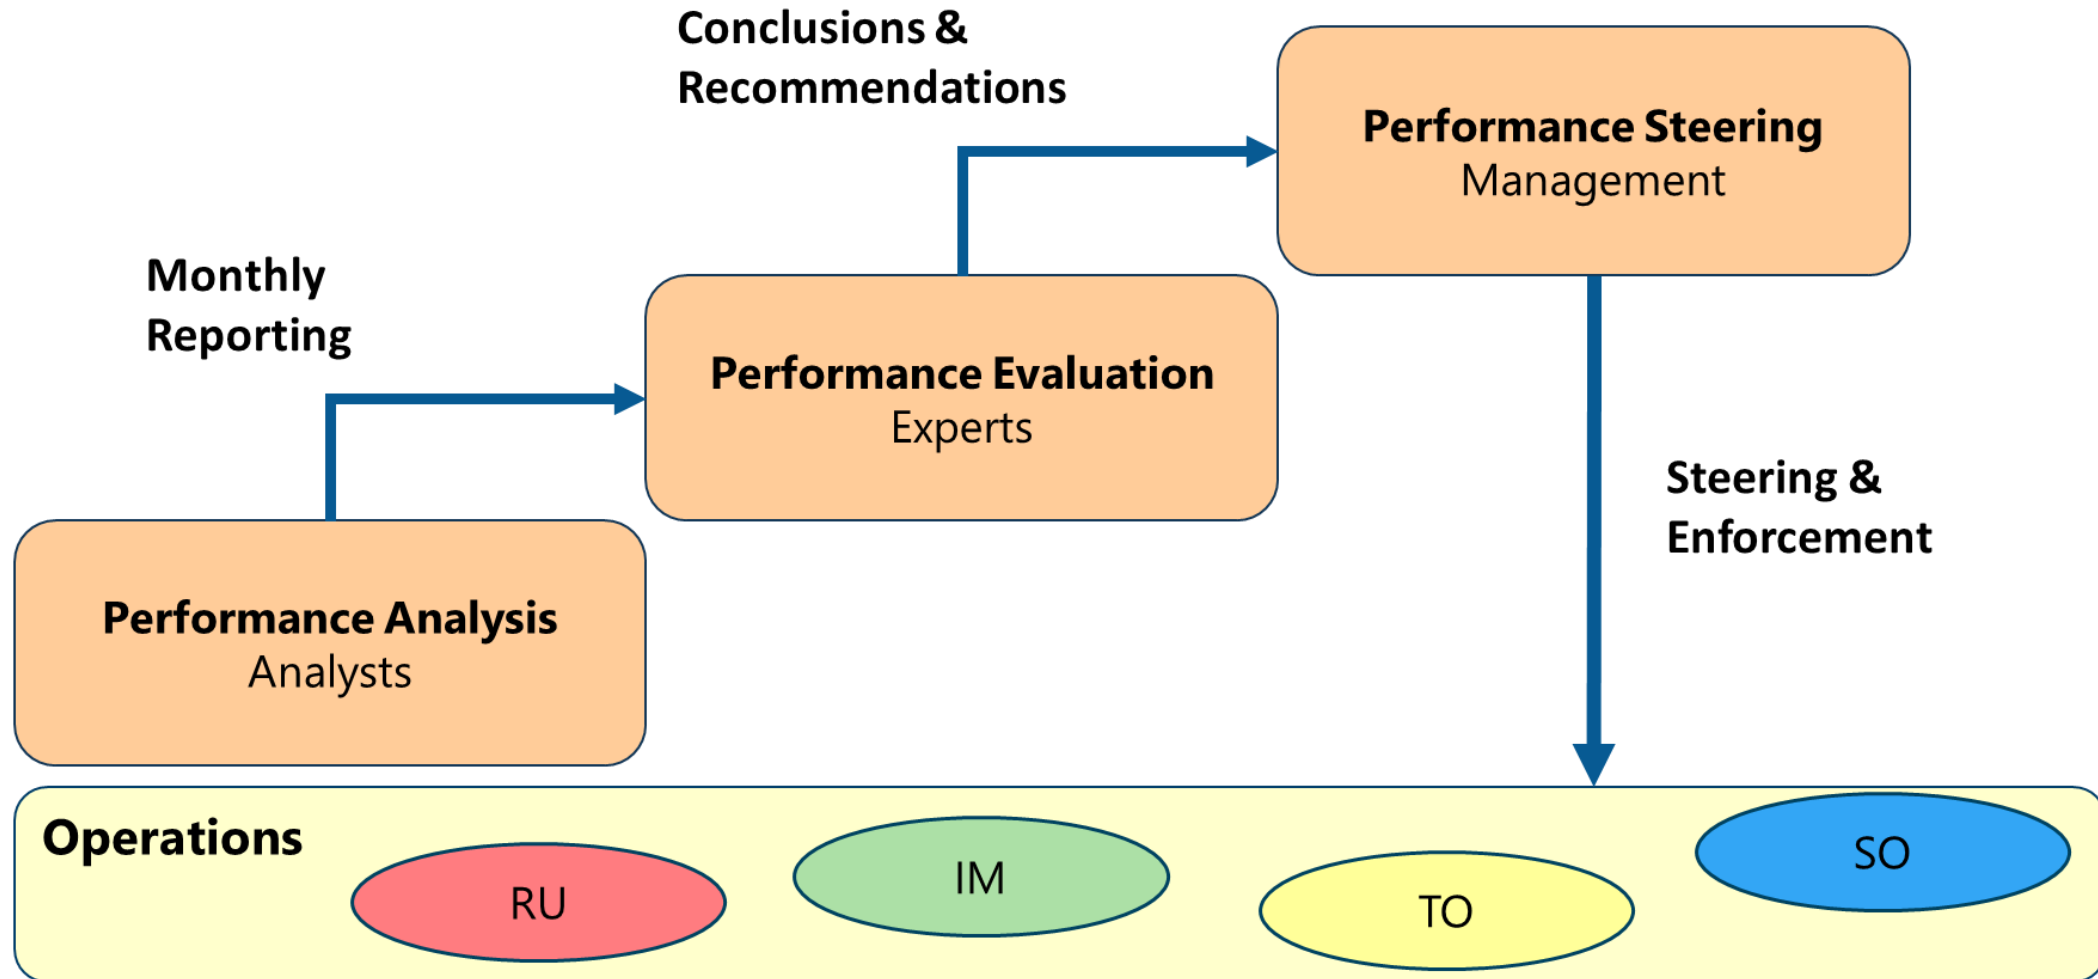 Conclusions &
Recommendations
Performance Steering
Management
Monthly
Reporting
Performance Evaluation
Experts
Steering &
Enforcement
Performance Analysis
Analysts
Operations
RU
IM
TO
SO